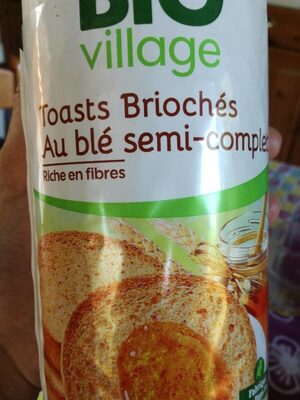 BIO
village
Toasts Briochés
Au blé semi-complet
Riche en fibres